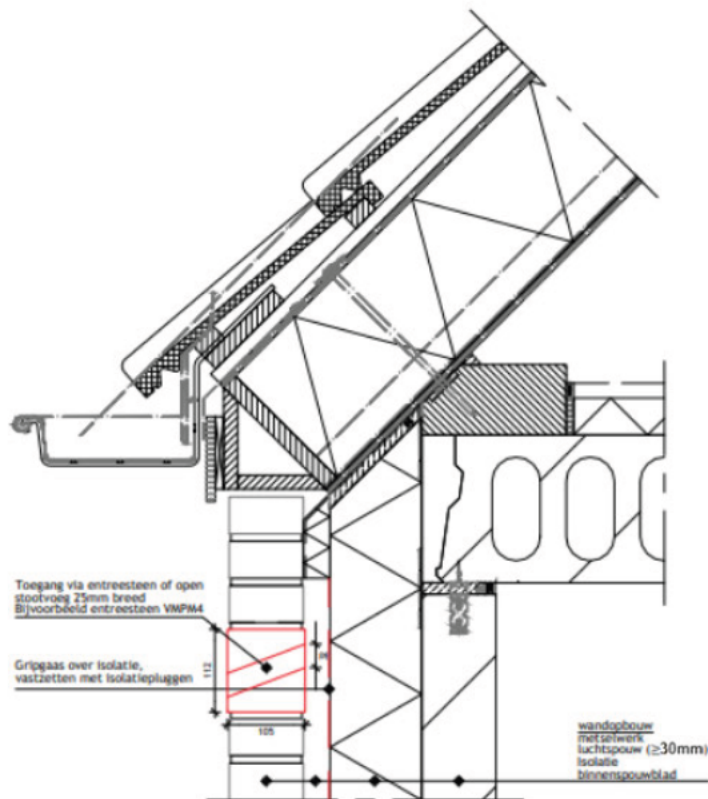 Toegang via entreesteen of open
stootvoeg 25mm breed
Bijvoorbeeld entreesteen VMPM4
112
Gripgaas over isolatie,
vastzetten met isolatiepluggen
105
wandopbouw
metselwerk
luchtspouw (≥30mm)
isolatie
binnenspouwblad